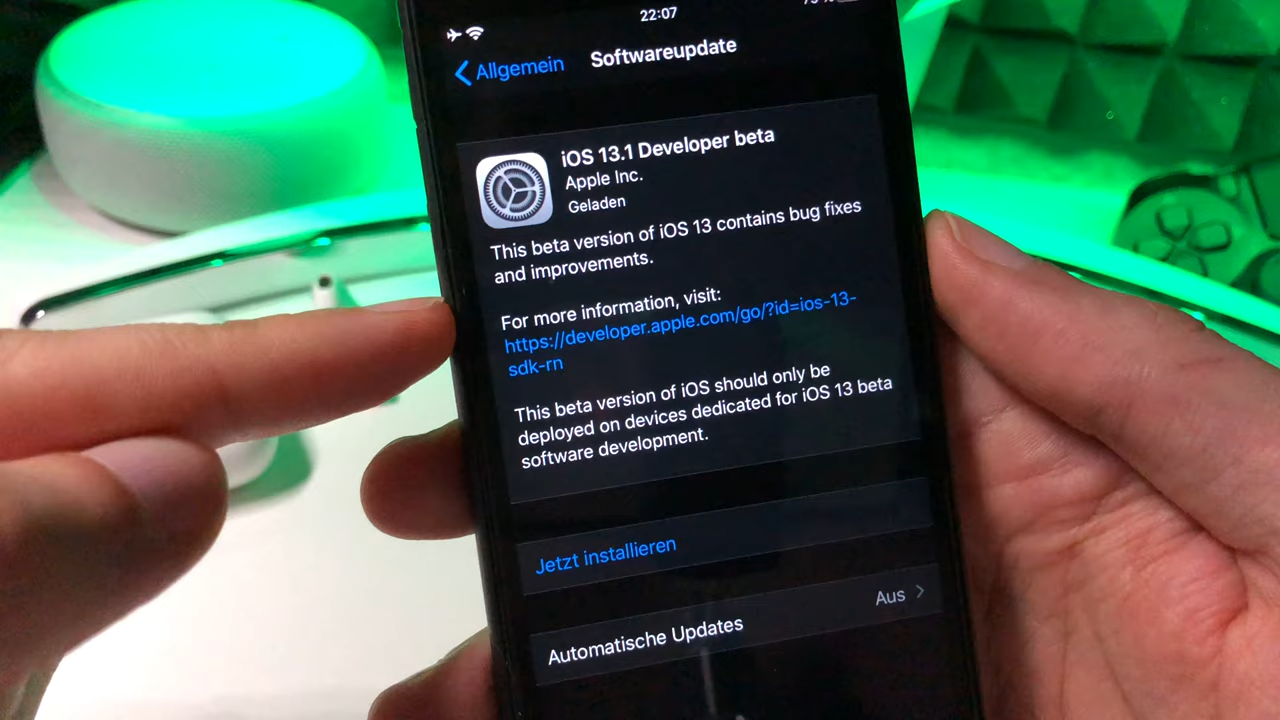 22:07
Allgemein
Softwareupdate
iOS 13.1 Developer beta
Apple Inc.
Geladen
This beta version of iOS 13 contains bug fixes
and improvements.
For more information, visit:
https://developer.apple.com/go/?id=ios-13-
sdk-rn
This beta version of iOS should only be
deployed on devices dedicated for iOS 13 beta
software development.
Jetzt installieren
Automatische Updates
Aus